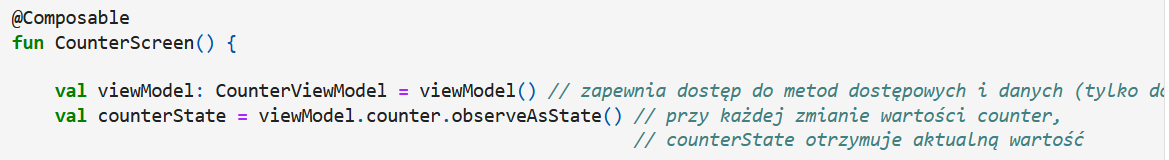 @Composable
fun CounterScreen() {
val viewModel: CounterViewModel = viewModel() // zapewnia dostęp do metod dostępowych i danych (tylko
val counterState = viewModel.counter.observeAsState() // przy każdej zmianie wartości counter,
// counterState otrzymuje aktualną wartość